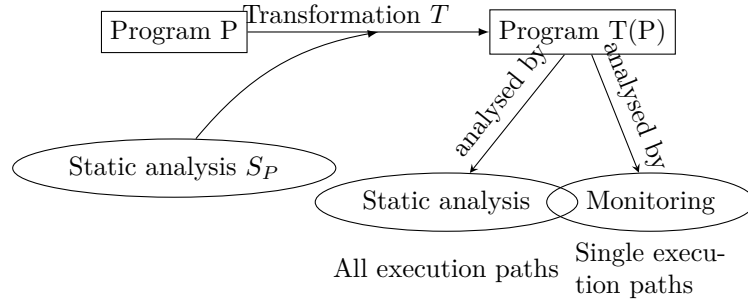 Transformation T
Program P
Program T(P)
analysed by
analysed by
Static analysis S_P
Static analysis
Monitoring
All execution paths
Single execu-
tion paths